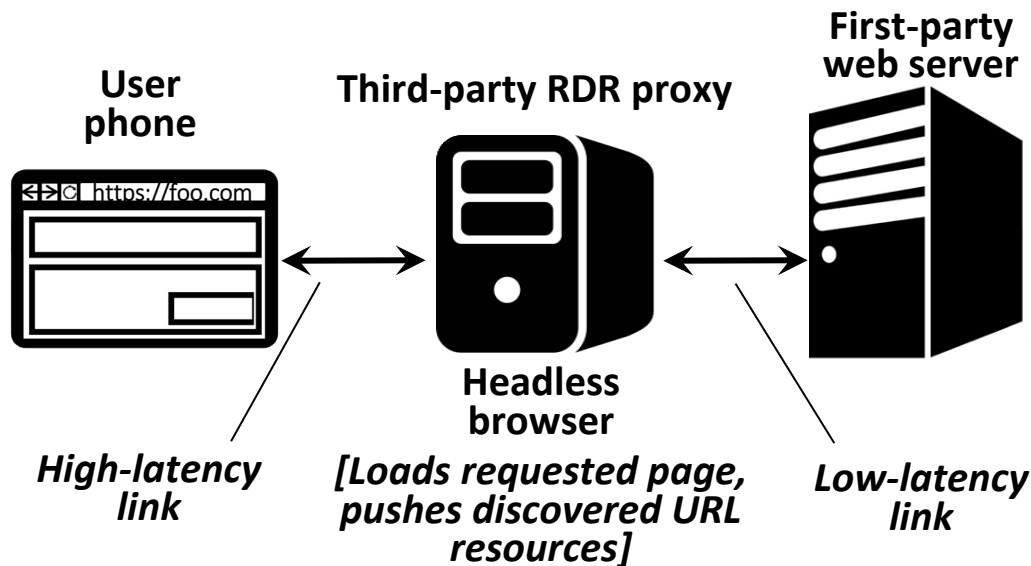 User
phone
https://foo.com
Third-party RDR proxy
Headless
browser
[Loads requested page,
pushes discovered URL
resources]
First-party
web server
High-latency
link
Low-latency
link